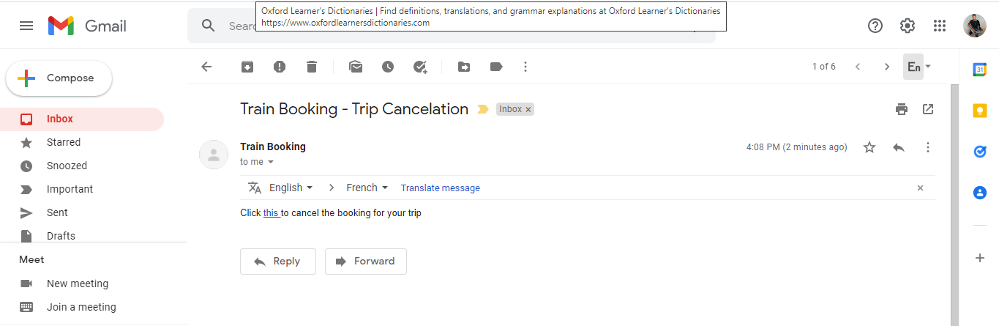 Oxford Learner's Dictionaries | Find definitions, translations, and grammar explanations at Oxford Learner's Dictionaries
https://www.oxfordlearnersdictionaries.com
Gmail
Compose
1 of 6
En
Inbox
Starred
Snoozed
Important
Sent
Drafts
Meet
New meeting
Join a meeting
Train Booking - Trip Cancelation
Inbox x
Train Booking
4:08 PM (2 minutes ago)
to me
English > French Translate message
Click this to cancel the booking for your trip
Reply Forward
31